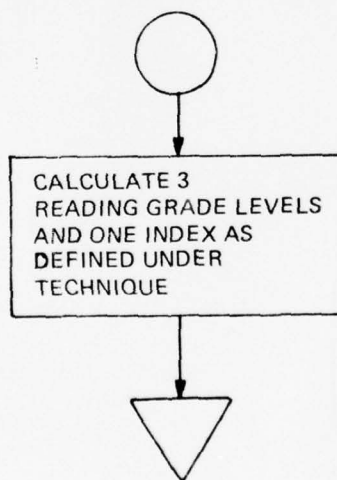 CALCULATE 3
READING GRADE LEVELS
AND ONE INDEX AS
DEFINED UNDER
TECHNIQUE